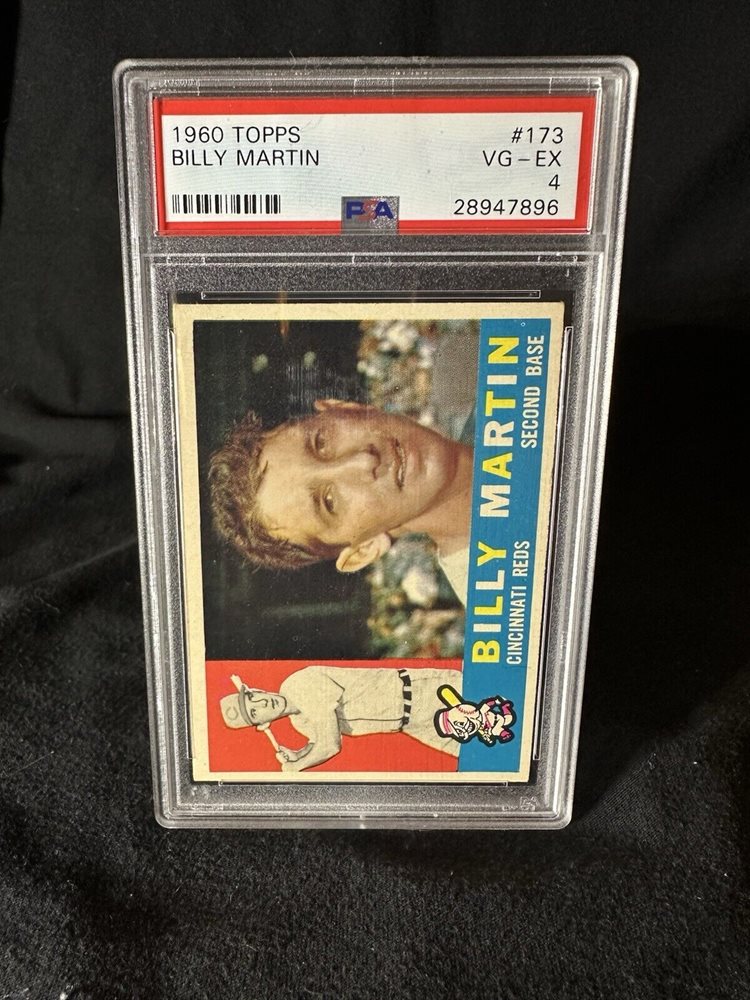 1960 TOPPS #173
BILLY MARTIN VG-EX
4
PSA 28947896
BILLY MARTIN
CINCINNATI REDS SECOND BASE
C